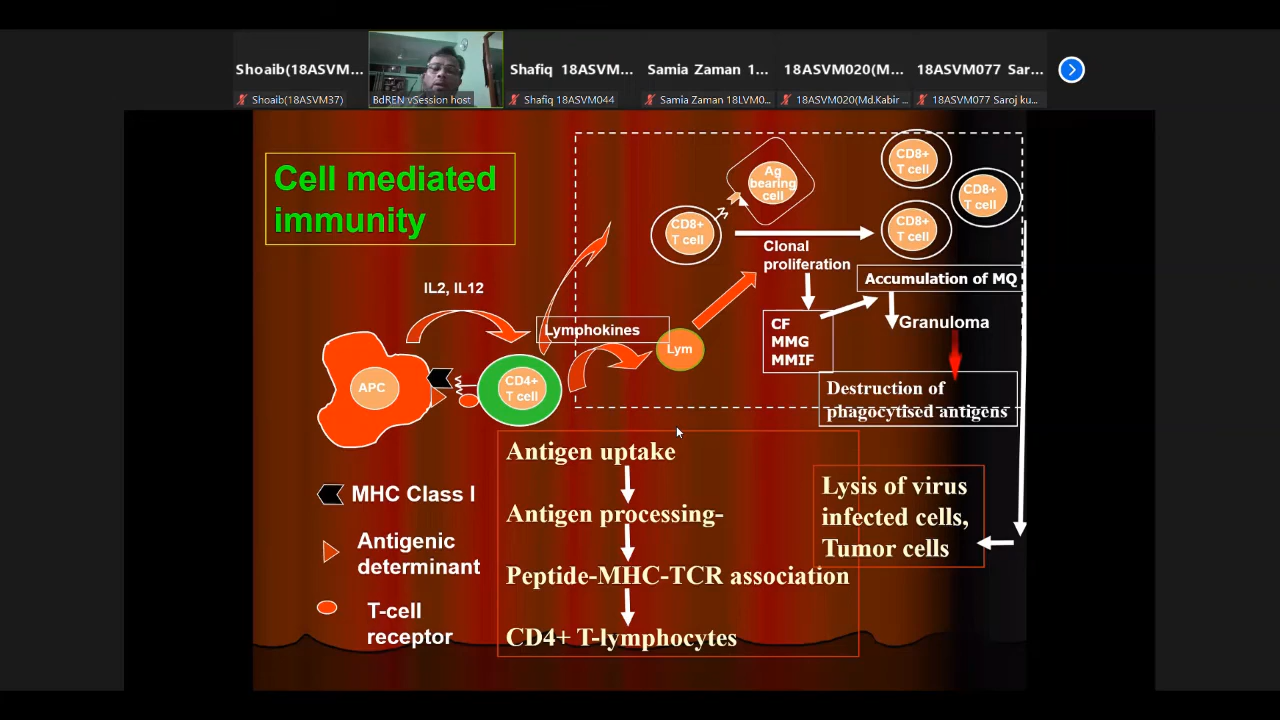 Shoaib(18ASVM...
Shafiq 18ASVM...
Samia Zaman 1...
18ASVM020(M...
18ASVM077 Sar...
Shoaib(18ASVM37)
BdREN vSession host
Shafiq 18ASVM044
Samia Zaman 18LVM0...
18ASVM020(Md.Kabir ...
18ASVM077 Saroj ku...
Cell mediated
immunity
Ag
bearing
cell
CD8+
T cell
CD8+
T cell
CD8+
T cell
CD8+
T cell
Clonal
proliferation
Accumulation of MQ
IL2, IL12
Lymphokines
Lym
CF
MMG
MMIF
Granuloma
APC
CD4+
T cell
Destruction of
phagocytised antigens
Antigen uptake
Antigen processing-
Peptide-MHC-TCR association
CD4+ T-lymphocytes
Lysis of virus
infected cells,
Tumor cells
MHC Class I
Antigenic
determinant
T-cell
receptor